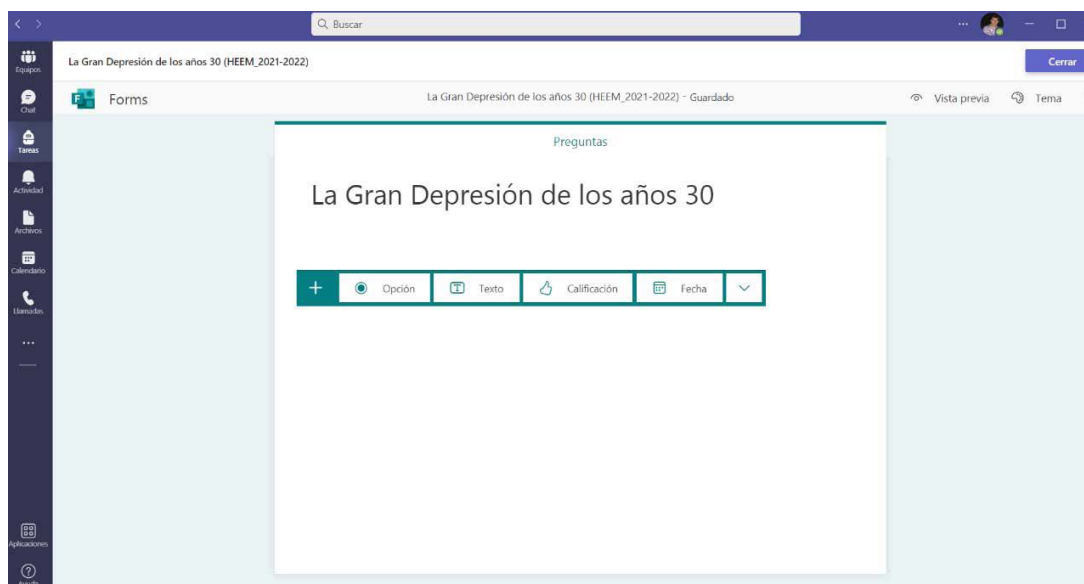 Buscar
...
Equipos
La Gran Depresión de los años 30 (HEEM_2021-2022)
Cerrar
Chat
Forms
La Gran Depresión de los años 30 (HEEM_2021-2022) - Guardado
Vista previa
Tema
Tareas
Preguntas
Actividad
La Gran Depresión de los años 30
Archivos
Calendario
+ Opción Texto Calificación Fecha
Llamadas
...
Aplicaciones
Ayuda